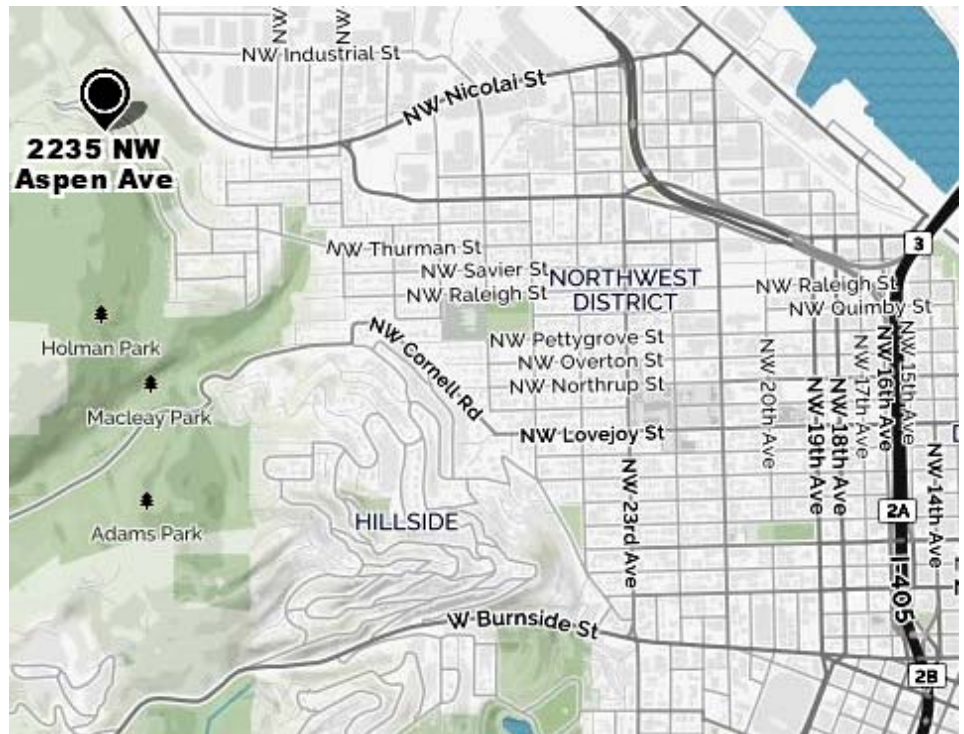 NW
NW
NW Industrial St
NW Nicolai St
2235 NW
Aspen Ave
NW Thurman St
3
NW Savier St
NORTHWEST
DISTRICT
NW Raleigh St
NW Raleigh St
NW Quimby St
Holman Park
NW Cornell Rd
NW Pettygrove St
NW Overton St
NW Northrup St
Macleay Park
NW 20th Ave
NW 19th Ave
NW 18th Ave
NW 17th Ave
NW 16th Ave
NW 15th Ave
NW Lovejoy St
NW 23rd Ave
NW 14th Ave
Adams Park
HILLSIDE
2A
I-405
W Burnside St
2B